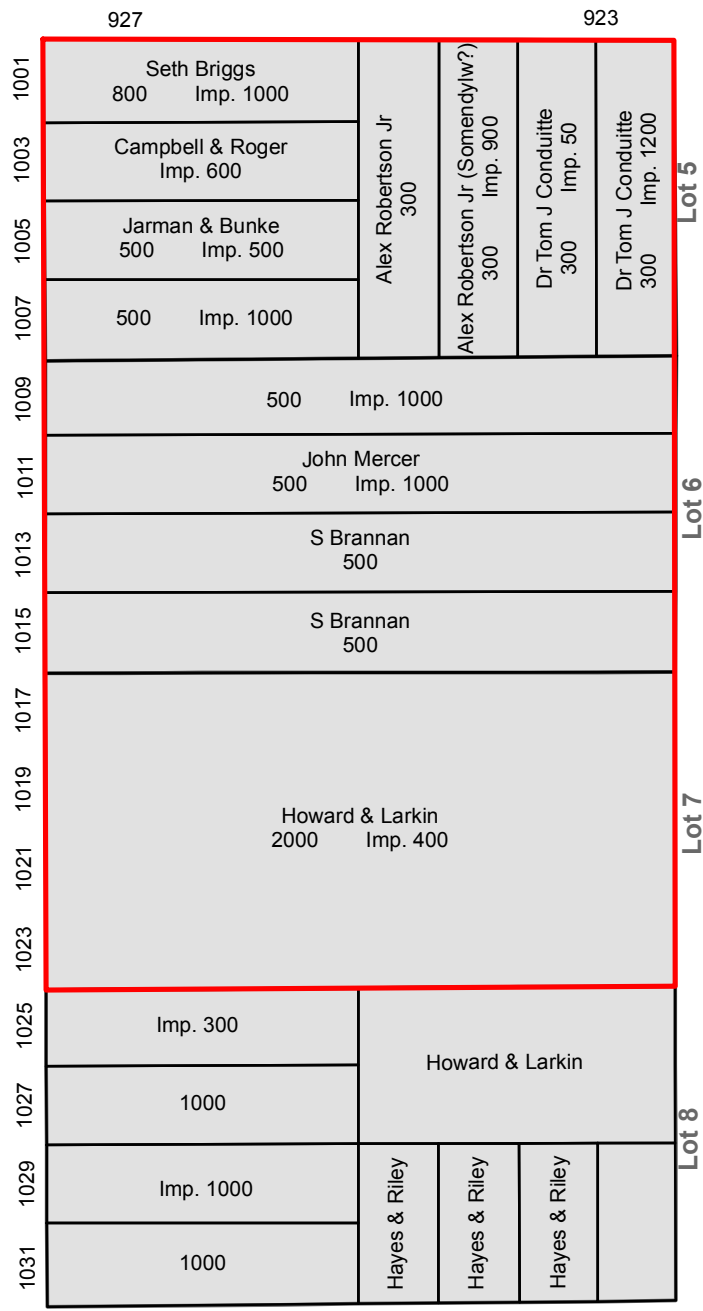 927
923
1001
Seth Briggs
800 Imp. 1000
1003
Campbell & Roger
Imp. 600
1005
Jarman & Bunke
500 Imp. 500
1007
500 Imp. 1000
Alex Robertson Jr
300
Alex Robertson Jr (Somendylw?)
300 Imp. 900
Dr Tom J Conduitte
300 Imp. 50
Dr Tom J Conduitte
300 Imp. 1200
Lot 5
1009
500 Imp. 1000
1011
John Mercer
500 Imp. 1000
Lot 6
1013
S Brannan
500
1015
S Brannan
500
1017
1019
Howard & Larkin
2000 Imp. 400
Lot 7
1021
1023
1025
Imp. 300
Howard & Larkin
1027
1000
Lot 8
1029
Imp. 1000
1031
1000
Hayes & Riley
Hayes & Riley
Hayes & Riley